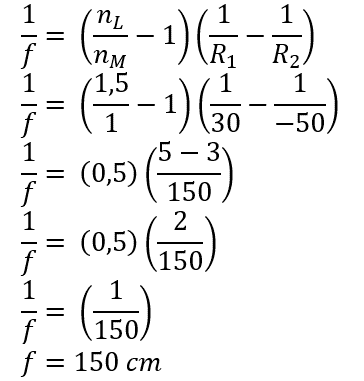 1/f = (n_L/n_M − 1) (1/R_1 − 1/R_2)
1/f = (1,5/1 − 1) (1/30 − 1/−50)
1/f = (0,5) (5 − 3/150)
1/f = (0,5) (2/150)
1/f = (1/150)
f = 150 cm